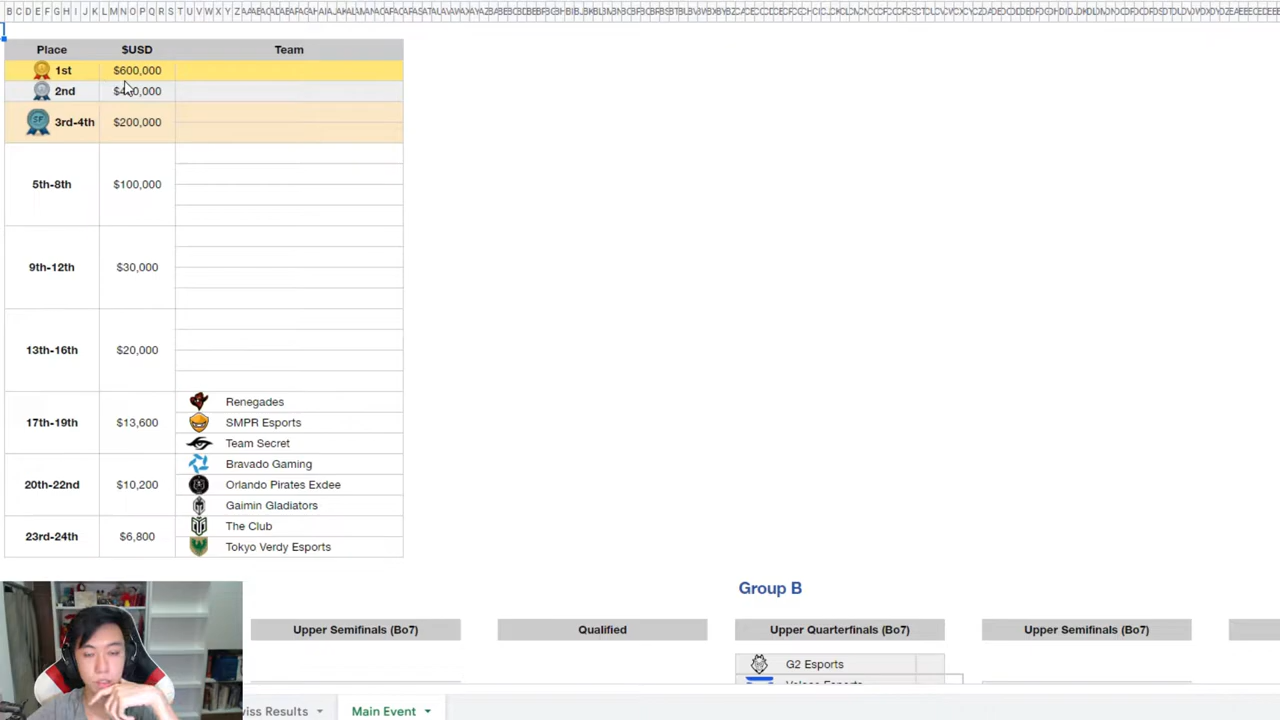 Place $USD Team
1st $600,000
2nd
3rd-4th $200,000
5th-8th $100,000
9th-12th $30,000
13th-16th $20,000
17th-19th $13,600 Renegades
SMPR Esports
Team Secret
20th-22nd $10,200 Bravado Gaming
Orlando Pirates Exdee
Gaimin Gladiators
23rd-24th $6,800 The Club
Tokyo Verdy Esports
Group B
Upper Semifinals (Bo7) Qualified Upper Quarterfinals (Bo7) Upper Semifinals (Bo7)
G2 Esports
Results Main Event